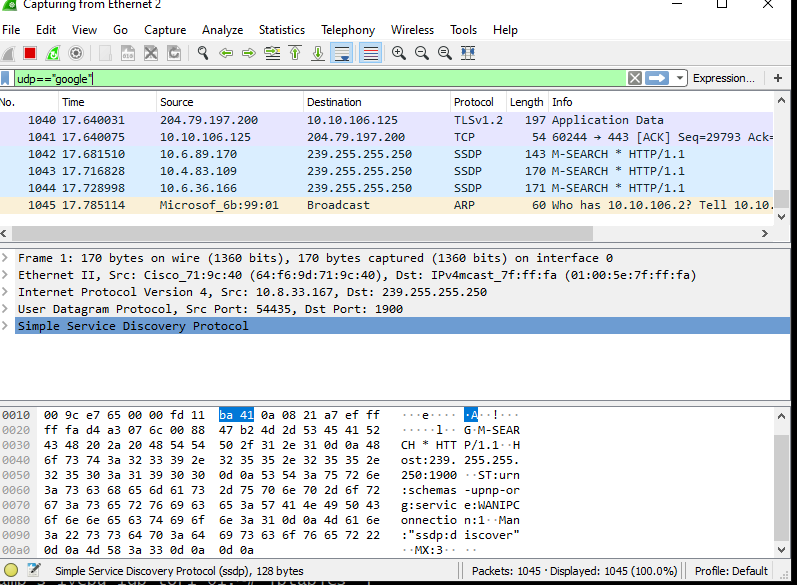 Capturing from Ethernet 2
File Edit View Go Capture Analyze Statistics Telephony Wireless Tools Help
udp=="google"
Expression... +
No. Time Source Destination Protocol Length Info
1040 17.640031 204.79.197.200 10.10.106.125 TLSv1.2 197 Application Data
1041 17.640075 10.10.106.125 204.79.197.200 TCP 54 60244 → 443 [ACK] Seq=29793 Ack=
1042 17.681510 10.6.89.170 239.255.255.250 SSDP 143 M-SEARCH * HTTP/1.1
1043 17.716828 10.4.83.109 239.255.255.250 SSDP 170 M-SEARCH * HTTP/1.1
1044 17.728998 10.6.36.166 239.255.255.250 SSDP 171 M-SEARCH * HTTP/1.1
1045 17.785114 Microsof_6b:99:01 Broadcast ARP 60 Who has 10.10.106.2? Tell 10.10.
Frame 1: 170 bytes on wire (1360 bits), 170 bytes captured (1360 bits) on interface 0
Ethernet II, Src: Cisco_71:9c:40 (64:f6:9d:71:9c:40), Dst: IPv4mcast_7f:ff:fa (01:00:5e:7f:ff:fa)
Internet Protocol Version 4, Src: 10.8.33.167, Dst: 239.255.255.250
User Datagram Protocol, Src Port: 54435, Dst Port: 1900
Simple Service Discovery Protocol
0010 00 9c e7 65 00 00 fd 11 ba 41 0a 08 21 a7 ef ff ···e···· ·A··!···
0020 ff fa d4 a3 07 6c 00 88 47 b2 4d 2d 53 45 41 52 ·····l·· G·M-SEAR
0030 43 48 20 2a 20 48 54 54 50 2f 31 2e 31 0d 0a 48 CH * HTT P/1.1··H
0040 6f 73 74 3a 32 33 39 2e 32 35 35 2e 32 35 35 2e ost:239. 255.255.
0050 32 35 30 3a 31 39 30 30 0d 0a 53 54 3a 75 72 6e 250:1900 ··ST:urn
0060 3a 73 63 68 65 6d 61 73 2d 75 70 6e 70 2d 6f 72 :schemas -upnp-or
0070 67 3a 73 65 72 76 69 63 65 3a 57 41 4e 49 50 43 g:servic e:WANIPC
0080 6f 6e 6e 65 63 74 69 6f 6e 3a 31 0d 0a 4d 61 6e onnectio n:1··Man
0090 3a 22 73 73 64 70 3a 64 69 73 63 6f 76 65 72 22 :"ssdp:d iscover"
00a0 0d 0a 4d 58 3a 33 0d 0a 0d 0a ··MX:3·· ··
Simple Service Discovery Protocol (ssdp), 128 bytes Packets: 1045 · Displayed: 1045 (100.0%) Profile: Default